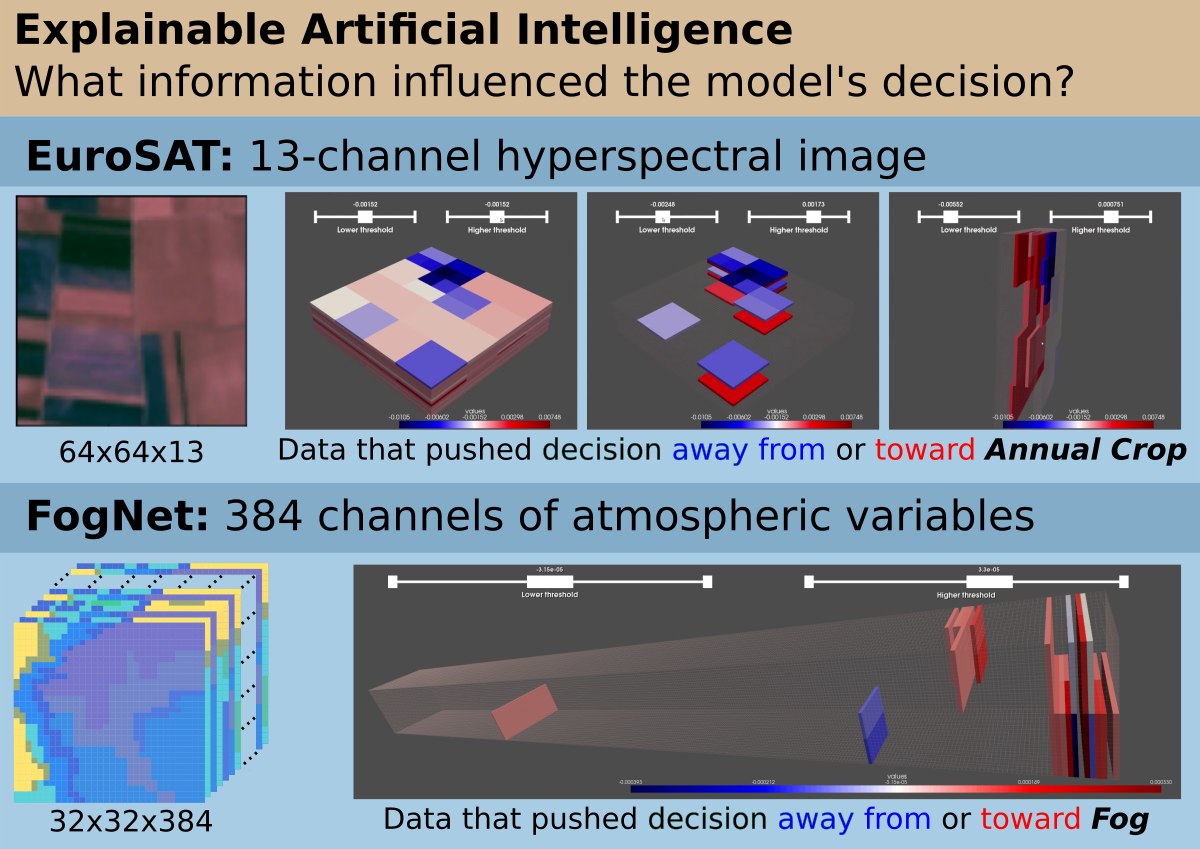 Explainable Artificial Intelligence
What information influenced the model's decision?
EuroSAT: 13-channel hyperspectral image
-0.00152 -0.00152 -0.00248 0.00173 -0.00552 0.000751
Lower threshold Higher threshold Lower threshold Higher threshold Lower threshold Higher threshold
values values values
-0.0105 -0.00602 -0.00152 0.00298 0.00748 -0.0105 -0.00602 -0.00152 0.00298 0.00748 -0.0105 -0.00602 -0.00152 0.00298 0.00748
64x64x13 Data that pushed decision away from or toward Annual Crop
FogNet: 384 channels of atmospheric variables
-3.15e-05 3.3e-05
Lower threshold Higher threshold
values
-0.000393 -0.000212 -3.15e-05 0.000149 0.000330
32x32x384 Data that pushed decision away from or toward Fog